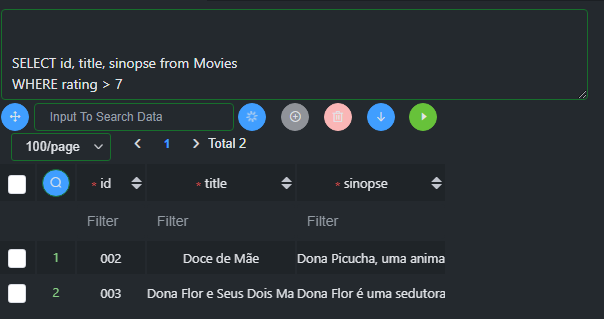 SELECT id, title, sinopse from Movies
WHERE rating > 7
Input To Search Data
100/page 1 Total 2
* id * title * sinopse
Filter Filter Filter
1 002 Doce de Mãe Dona Picucha, uma anima
2 003 Dona Flor e Seus Dois Ma Dona Flor é uma sedutora